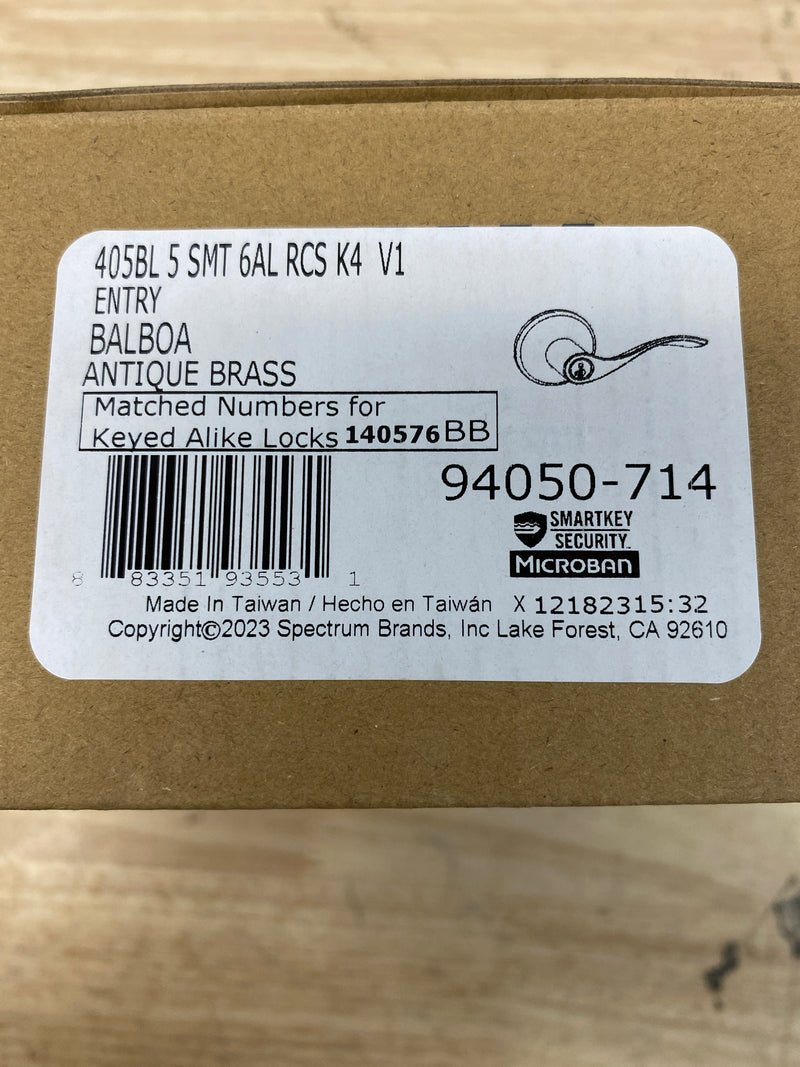 405BL 5 SMT 6AL RCS K4 V1
ENTRY
BALBOA
ANTIQUE BRASS
Matched Numbers for
Keyed Alike Locks 140576BB
94050-714
SMARTKEY
SECURITY
MICROBAN
8 83351 93553 1
Made In Taiwan / Hecho en Taiwán X 12182315:32
Copyright©2023 Spectrum Brands, Inc Lake Forest, CA 92610